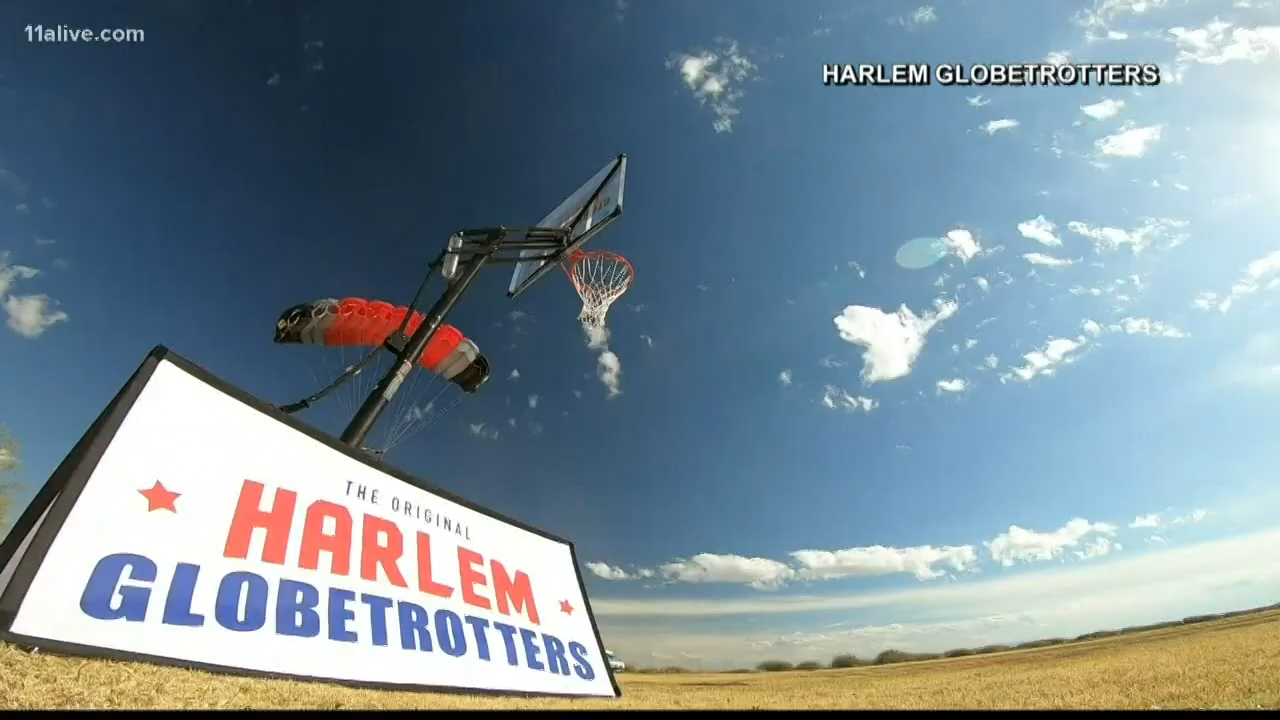 11alive.com
HARLEM GLOBETROTTERS
THE ORIGINAL
HARLEM
GLOBETROTTERS